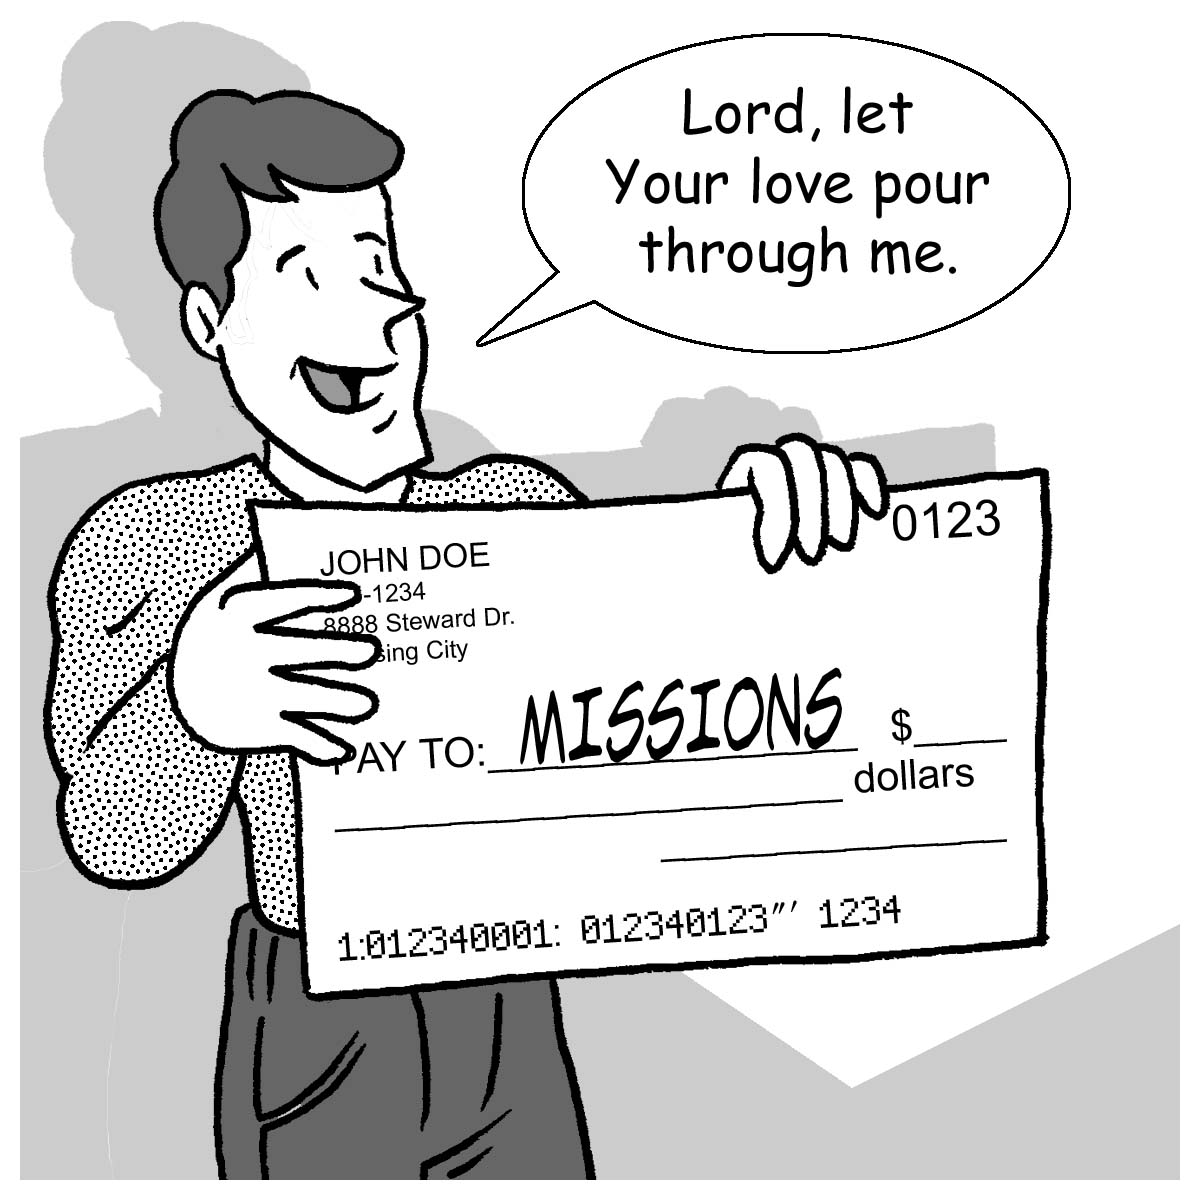 Lord, let
Your love pour
through me.
0123
JOHN DOE
-1234
8888 Steward Dr.
sing City
PAY TO: MISSIONS $
dollars
1:012340001: 012340123"' 1234